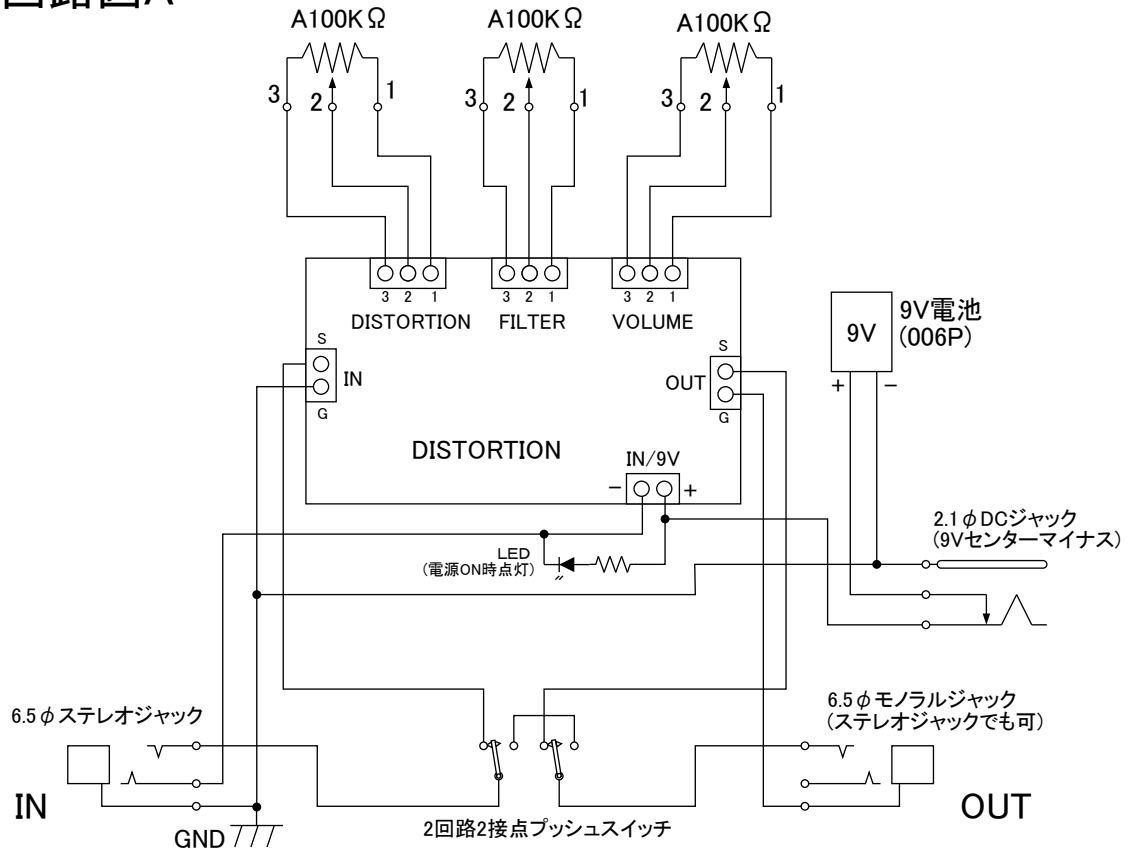 A100KΩ
A100KΩ
A100KΩ
3 2 1
3 2 1
3 2 1
3 2 1
3 2 1
3 2 1
DISTORTION
FILTER
VOLUME
9V
9V電池
(006P)
+ −
S
IN
G
S
OUT
G
DISTORTION
IN/9V
− +
LED
(電源ON時点灯)
2.1φDCジャック
(9Vセンターマイナス)
6.5φステレオジャック
6.5φモノラルジャック
(ステレオジャックでも可)
IN
OUT
GND
2回路2接点プッシュスイッチ